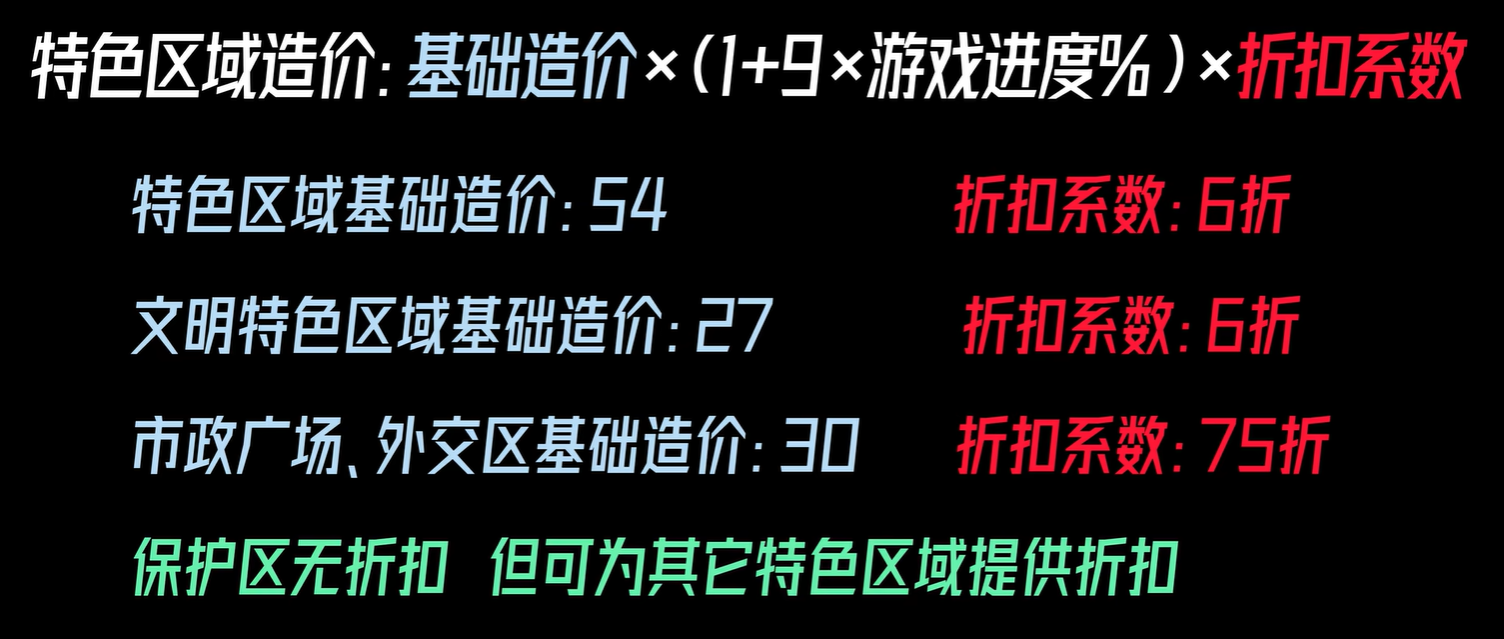 特色区域造价:基础造价×(1+9×游戏进度%)×折扣系数
特色区域基础造价:54 折扣系数:6折
文明特色区域基础造价:27 折扣系数:6折
市政广场、外交区基础造价:30 折扣系数:75折
保护区无折扣 但可为其它特色区域提供折扣